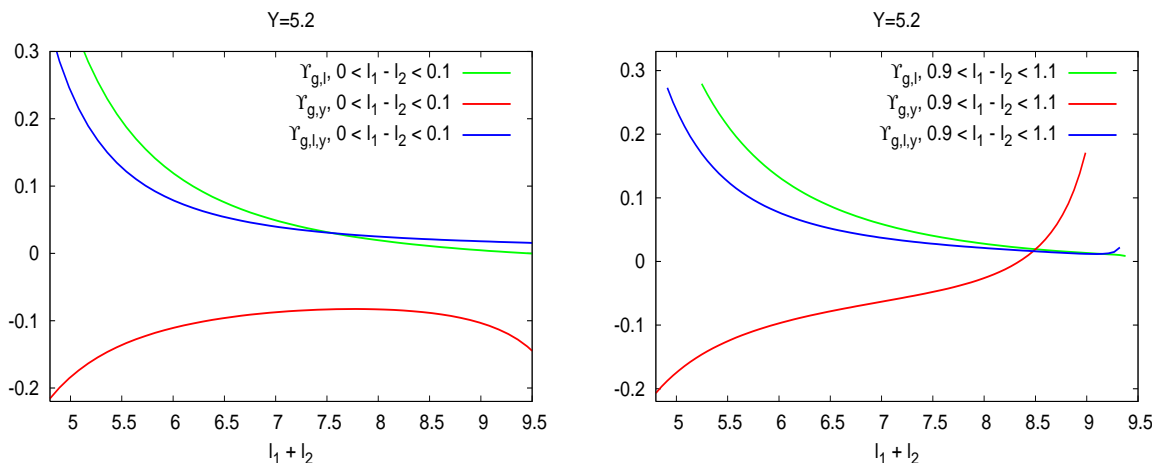 Y=5.2
ϒg,l, 0 < l1 - l2 < 0.1
ϒg,y, 0 < l1 - l2 < 0.1
ϒg,l,y, 0 < l1 - l2 < 0.1
0.3
0.2
0.1
0
-0.1
-0.2
5 5.5 6 6.5 7 7.5 8 8.5 9 9.5
l1 + l2
Y=5.2
ϒg,l, 0.9 < l1 - l2 < 1.1
ϒg,y, 0.9 < l1 - l2 < 1.1
ϒg,l,y, 0.9 < l1 - l2 < 1.1
0.3
0.2
0.1
0
-0.1
-0.2
5 5.5 6 6.5 7 7.5 8 8.5 9 9.5
l1 + l2